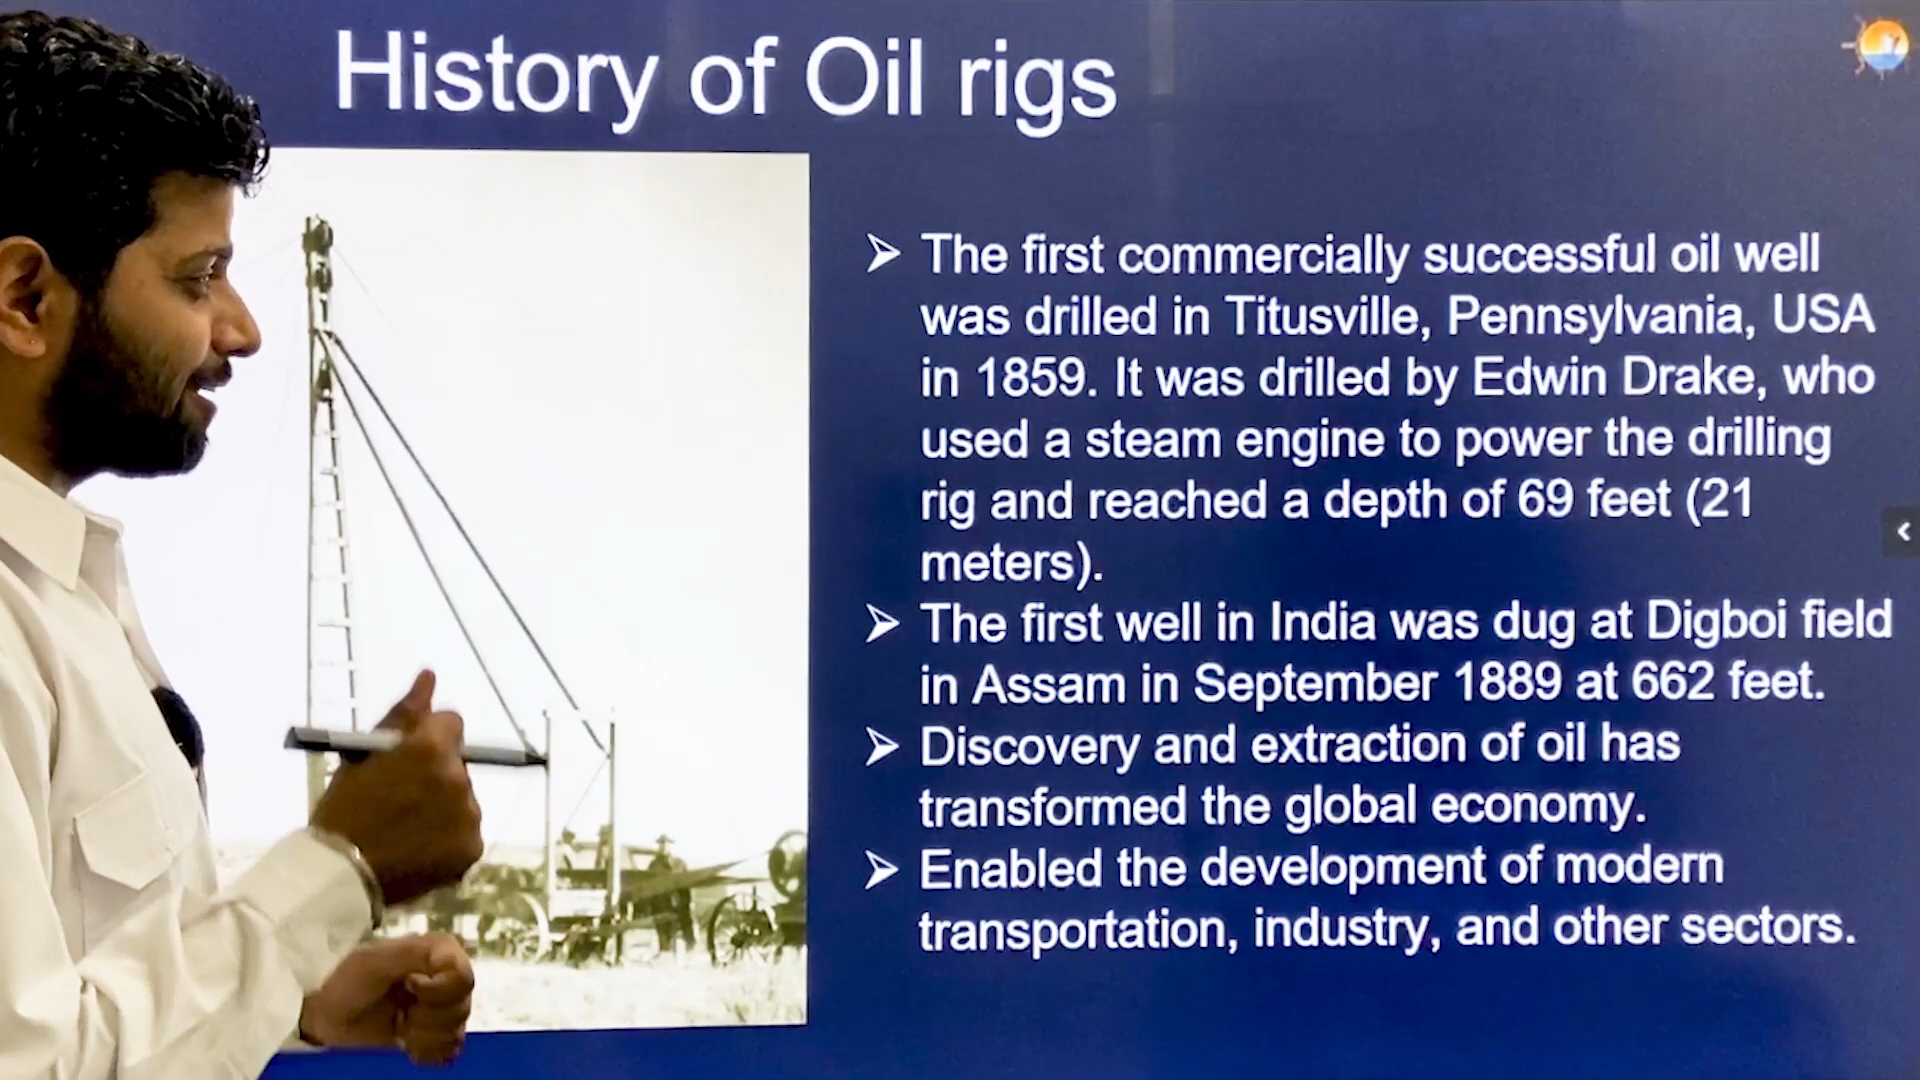 History of Oil rigs
➢ The first commercially successful oil well
was drilled in Titusville, Pennsylvania, USA
in 1859. It was drilled by Edwin Drake, who
used a steam engine to power the drilling
rig and reached a depth of 69 feet (21
meters).
➢ The first well in India was dug at Digboi field
in Assam in September 1889 at 662 feet.
➢ Discovery and extraction of oil has
transformed the global economy.
➢ Enabled the development of modern
transportation, industry, and other sectors.